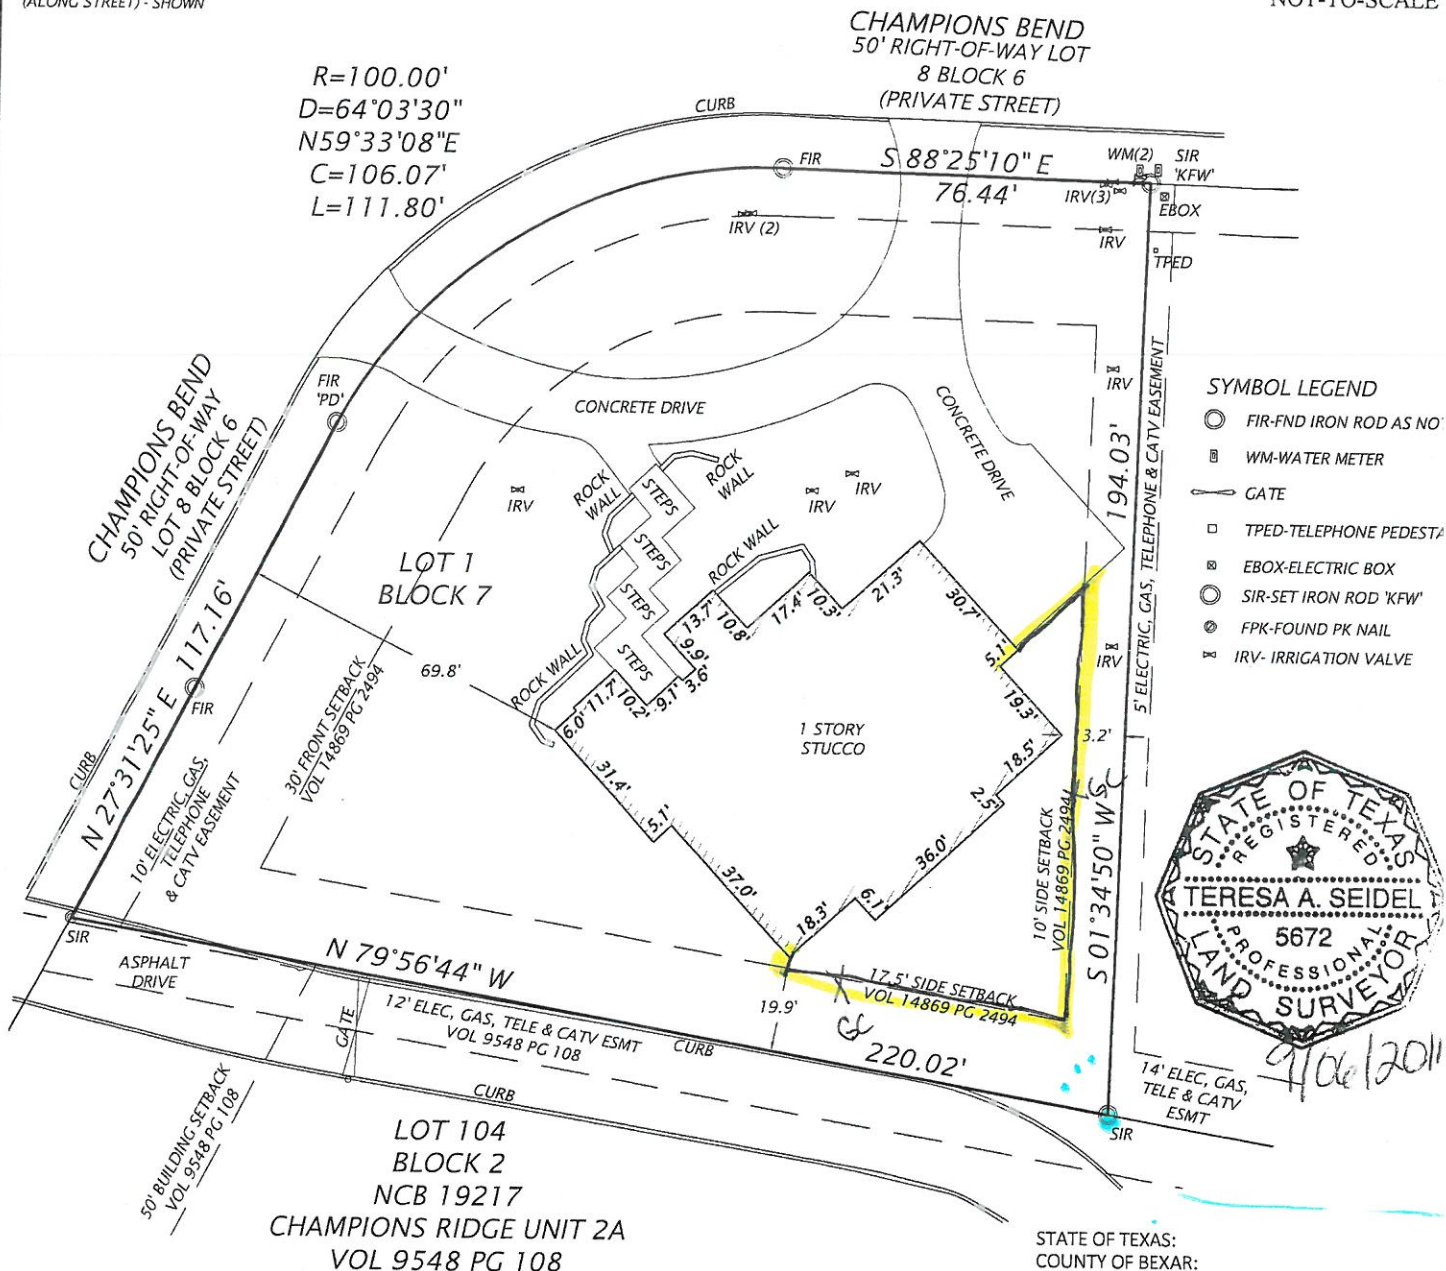 (ALONG STREET) - SHOWN
NOT-TO-SCALE
CHAMPIONS BEND
50' RIGHT-OF-WAY LOT
8 BLOCK 6
(PRIVATE STREET)
R=100.00'
D=64°03'30"
N59°33'08"E
C=106.07'
L=111.80'
CURB
FIR
S 88°25'10" E
76.44'
WM(2)
SIR
'KFW'
IRV(3)
EBOX
IRV (2)
IRV
TPED
CHAMPIONS BEND
50' RIGHT-OF-WAY
LOT 8 BLOCK 6
(PRIVATE STREET)
FIR
'PD'
CONCRETE DRIVE
CONCRETE DRIVE
IRV
194.03'
5' ELECTRIC, GAS, TELEPHONE & CATV EASEMENT
SYMBOL LEGEND
FIR-FND IRON ROD AS NO
WM-WATER METER
GATE
TPED-TELEPHONE PEDESTA
EBOX-ELECTRIC BOX
SIR-SET IRON ROD 'KFW'
FPK-FOUND PK NAIL
IRV- IRRIGATION VALVE
ROCK
WALL
STEPS
ROCK
WALL
IRV
IRV
IRV
STEPS
ROCK WALL
STEPS
STEPS
ROCK WALL
LOT 1
BLOCK 7
117.16'
N 27°31'25" E
FIR
69.8'
30' FRONT SETBACK
VOL 14869 PG 2494
13.7'
10.8'
17.4'
10.3'
21.3'
30.7'
5.1'
9.9'
3.6'
9.1'
10.2'
11.7'
6.0'
31.4'
5.1'
37.0'
18.3'
6.1'
36.0'
2.5'
18.5'
19.3'
1 STORY
STUCCO
IRV
3.2'
GC
10' SIDE SETBACK
VOL 14869 PG 2494
S 01°34'50" W
CURB
10' ELECTRIC, GAS,
TELEPHONE
& CATV EASEMENT
STATE OF TEXAS
REGISTERED
TERESA A. SEIDEL
5672
PROFESSIONAL
LAND SURVEYOR
9/06/2011
SIR
ASPHALT
DRIVE
N 79°56'44" W
GATE
12' ELEC, GAS, TELE & CATV ESMT
VOL 9548 PG 108
CURB
19.9'
17.5' SIDE SETBACK
VOL 14869 PG 2494
GC
220.02'
14' ELEC, GAS,
TELE & CATV
ESMT
SIR
CURB
50' BUILDING SETBACK
VOL 9548 PG 108
LOT 104
BLOCK 2
NCB 19217
CHAMPIONS RIDGE UNIT 2A
VOL 9548 PG 108
STATE OF TEXAS:
COUNTY OF BEXAR: